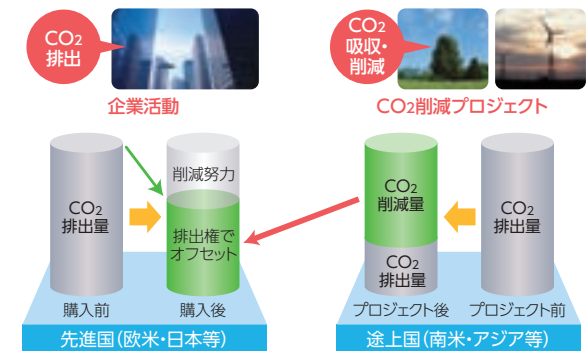 CO2
排出
企業活動
CO2
吸収・
削減
CO2削減プロジェクト
CO2
排出量
削減努力
排出権で
オフセット
購入前
購入後
先進国(欧米・日本等)
CO2
削減量
CO2
排出量
CO2
排出量
プロジェクト後
プロジェクト前
途上国(南米・アジア等)